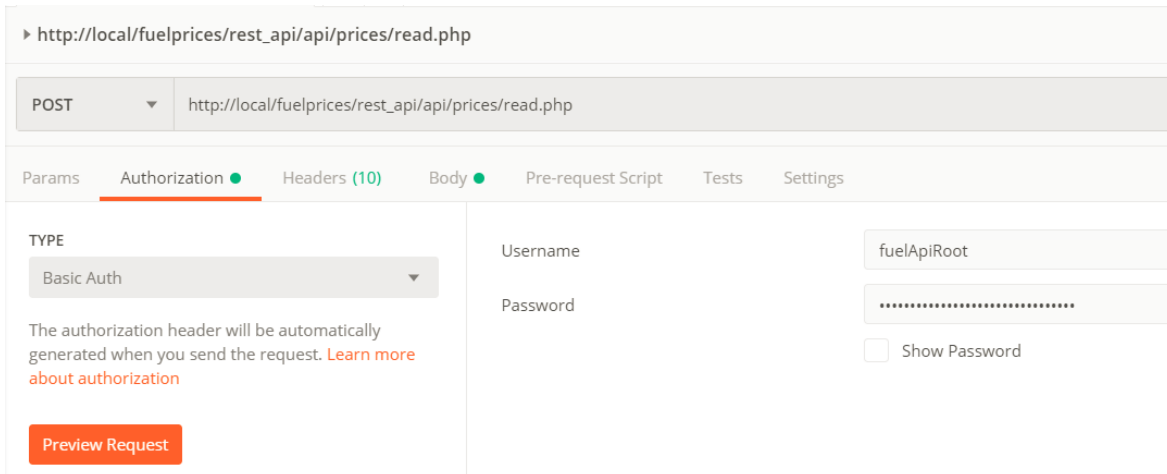 http://local/fuelprices/rest_api/api/prices/read.php
POST http://local/fuelprices/rest_api/api/prices/read.php
Params Authorization Headers (10) Body Pre-request Script Tests Settings
TYPE
Basic Auth
The authorization header will be automatically
generated when you send the request. Learn more
about authorization
Preview Request
Username fuelApiRoot
Password ••••••••••••••••••••••••••••••••
Show Password